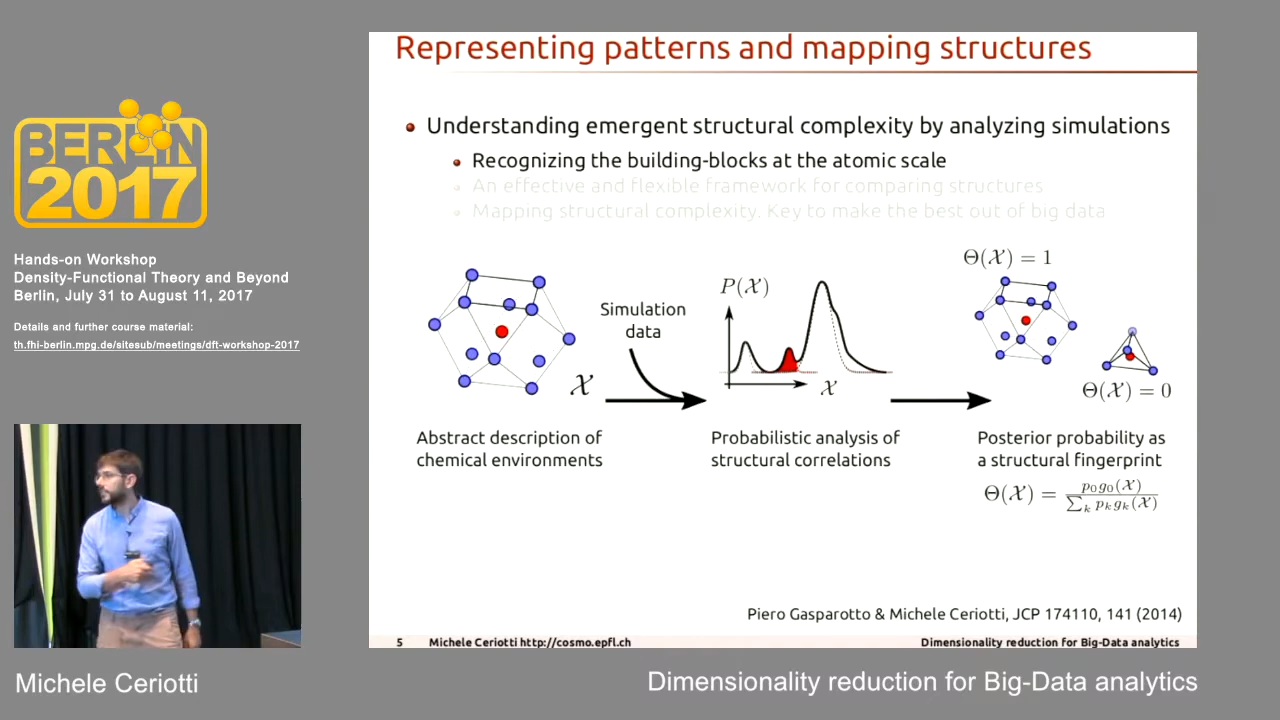 BERLIN
2017
Hands-on Workshop
Density-Functional Theory and Beyond
Berlin, July 31 to August 11, 2017
Details and further course material:
th.fhi-berlin.mpg.de/sitesub/meetings/dft-workshop-2017
Michele Ceriotti
Representing patterns and mapping structures
Understanding emergent structural complexity by analyzing simulations
Recognizing the building-blocks at the atomic scale
An effective and flexible framework for comparing structures
Mapping structural complexity. Key to make the best out of big data
𝒳
Simulation
data
P(𝒳)
𝒳
Θ(𝒳) = 1
Θ(𝒳) = 0
Abstract description of
chemical environments
Probabilistic analysis of
structural correlations
Posterior probability as
a structural fingerprint
Θ(𝒳) = p₀g₀(𝒳) / ∑ₖ pₖgₖ(𝒳)
Piero Gasparotto & Michele Ceriotti, JCP 174110, 141 (2014)
5 Michele Ceriotti http://cosmo.epfl.ch Dimensionality reduction for Big-Data analytics
Dimensionality reduction for Big-Data analytics